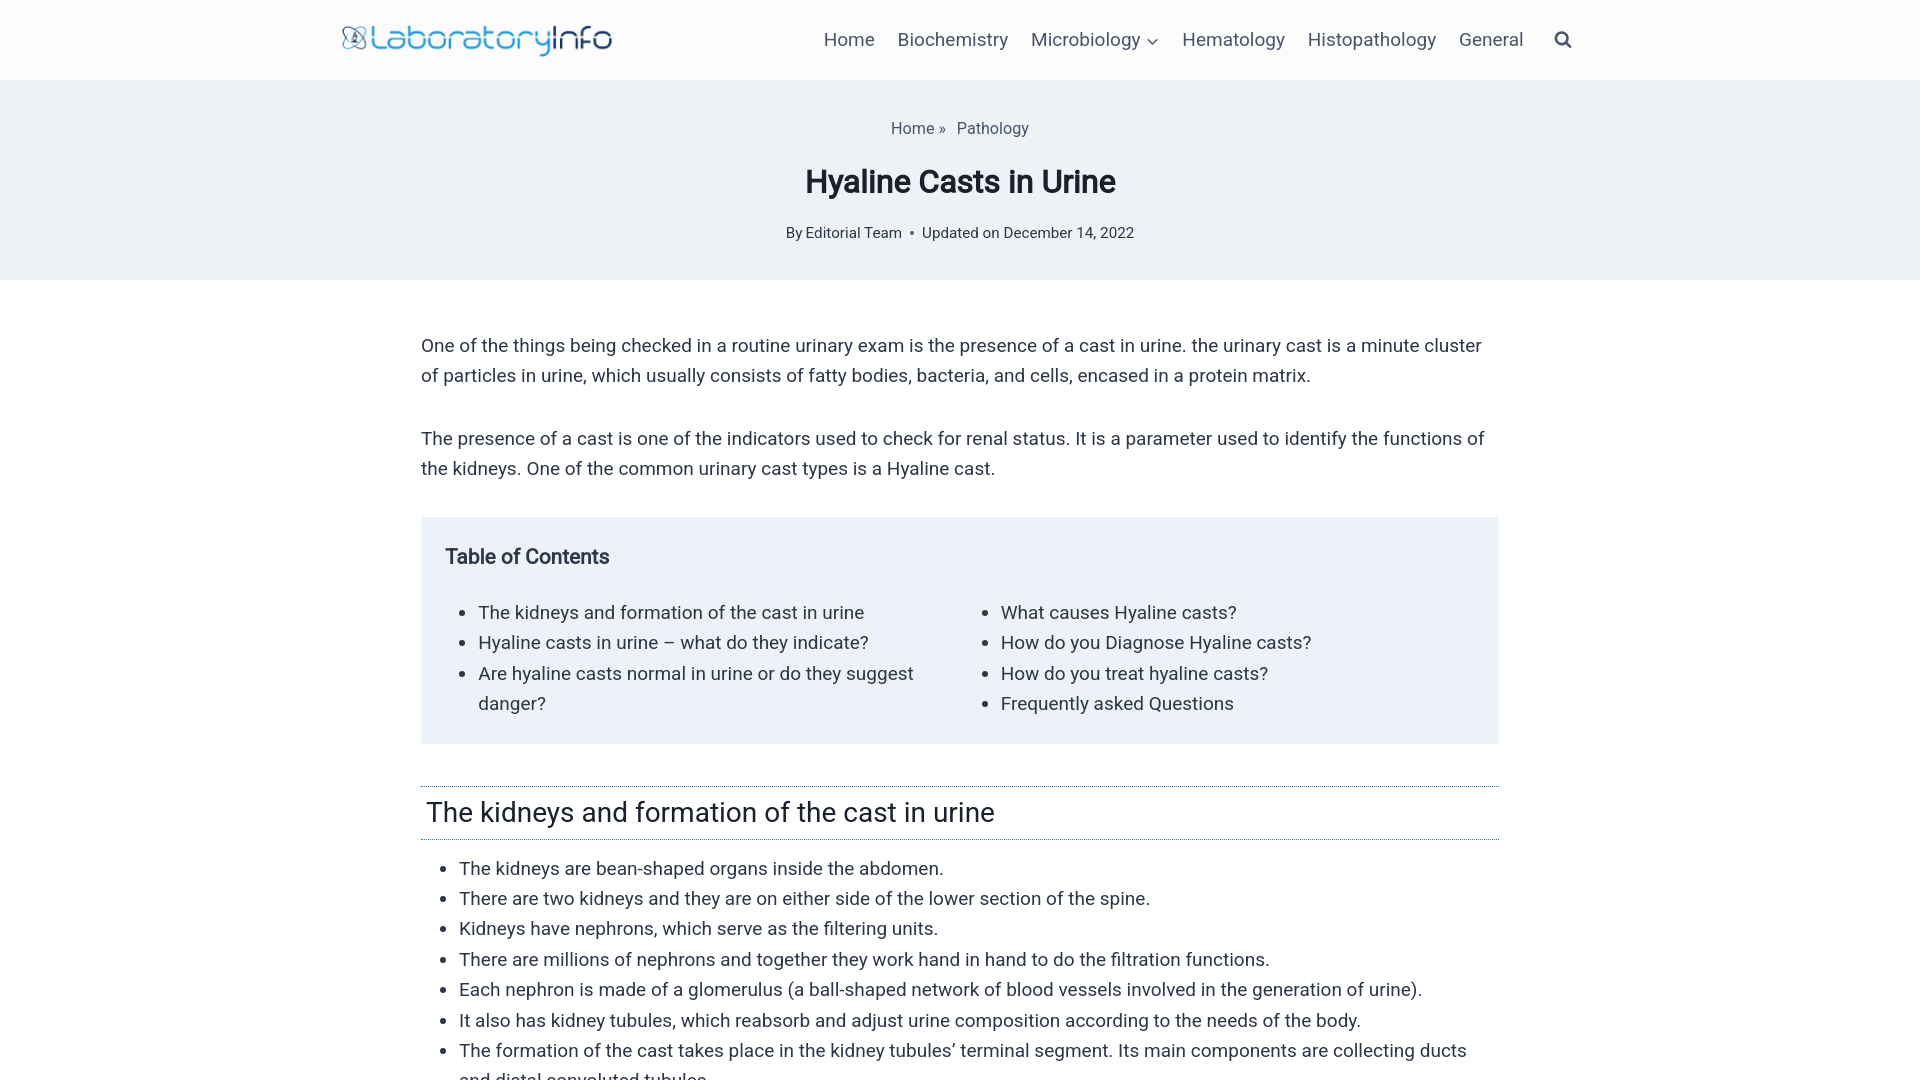 LaboratoryInfo
Home Biochemistry Microbiology Hematology Histopathology General
Home » Pathology
Hyaline Casts in Urine
By Editorial Team • Updated on December 14, 2022
One of the things being checked in a routine urinary exam is the presence of a cast in urine. the urinary cast is a minute cluster
of particles in urine, which usually consists of fatty bodies, bacteria, and cells, encased in a protein matrix.
The presence of a cast is one of the indicators used to check for renal status. It is a parameter used to identify the functions of
the kidneys. One of the common urinary cast types is a Hyaline cast.
Table of Contents
• The kidneys and formation of the cast in urine
• Hyaline casts in urine – what do they indicate?
• Are hyaline casts normal in urine or do they suggest
danger?
• What causes Hyaline casts?
• How do you Diagnose Hyaline casts?
• How do you treat hyaline casts?
• Frequently asked Questions
The kidneys and formation of the cast in urine
• The kidneys are bean-shaped organs inside the abdomen.
• There are two kidneys and they are on either side of the lower section of the spine.
• Kidneys have nephrons, which serve as the filtering units.
• There are millions of nephrons and together they work hand in hand to do the filtration functions.
• Each nephron is made of a glomerulus (a ball-shaped network of blood vessels involved in the generation of urine).
• It also has kidney tubules, which reabsorb and adjust urine composition according to the needs of the body.
• The formation of the cast takes place in the kidney tubules’ terminal segment. Its main components are collecting ducts
and distal convoluted tubules.